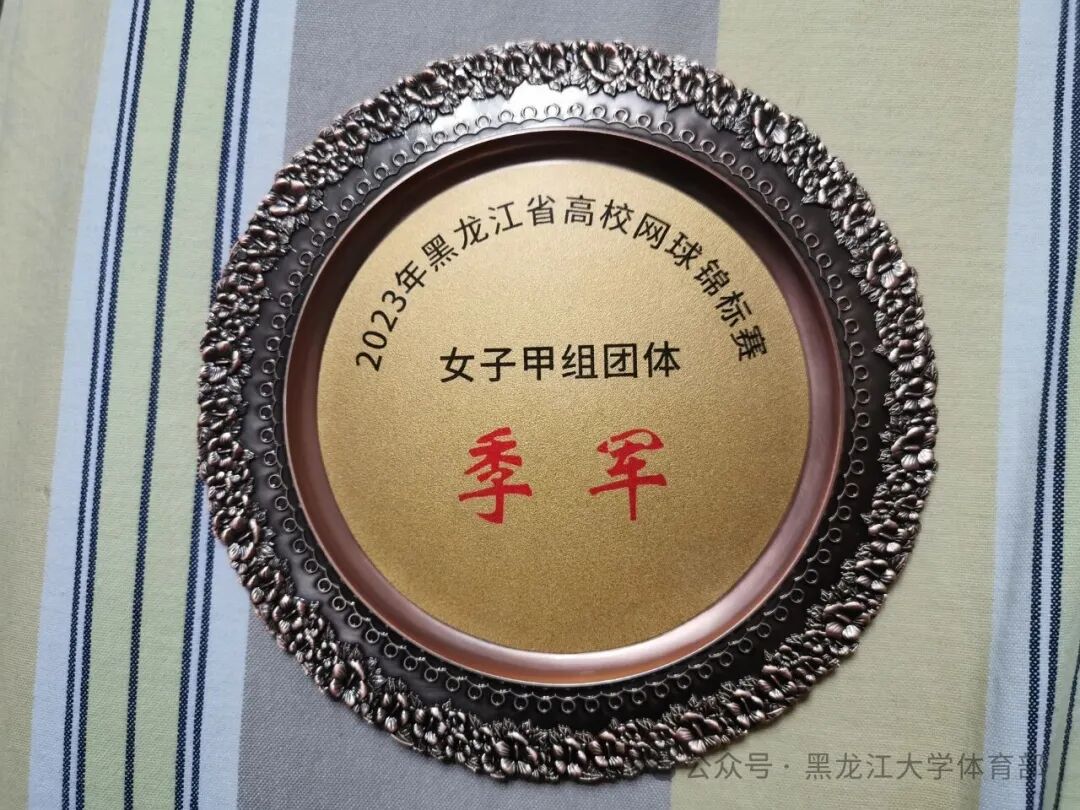 2023年黑龙江省高校网球锦标赛
女子甲组团体
季军
公众号·黑龙江大学体育部